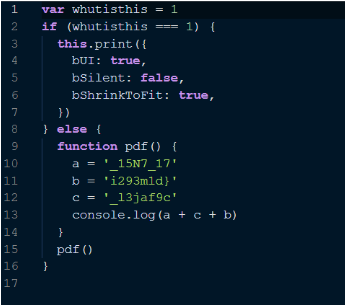 1 var whutisthis = 1
2 if (whutisthis === 1) {
3   this.print({
4     bUI: true,
5     bSilent: false,
6     bShrinkToFit: true,
7   })
8 } else {
9   function pdf() {
10     a = '_15N7_17'
11     b = 'i293mld}'
12     c = '_l3jaf9c'
13     console.log(a + c + b)
14   }
15   pdf()
16 }
17